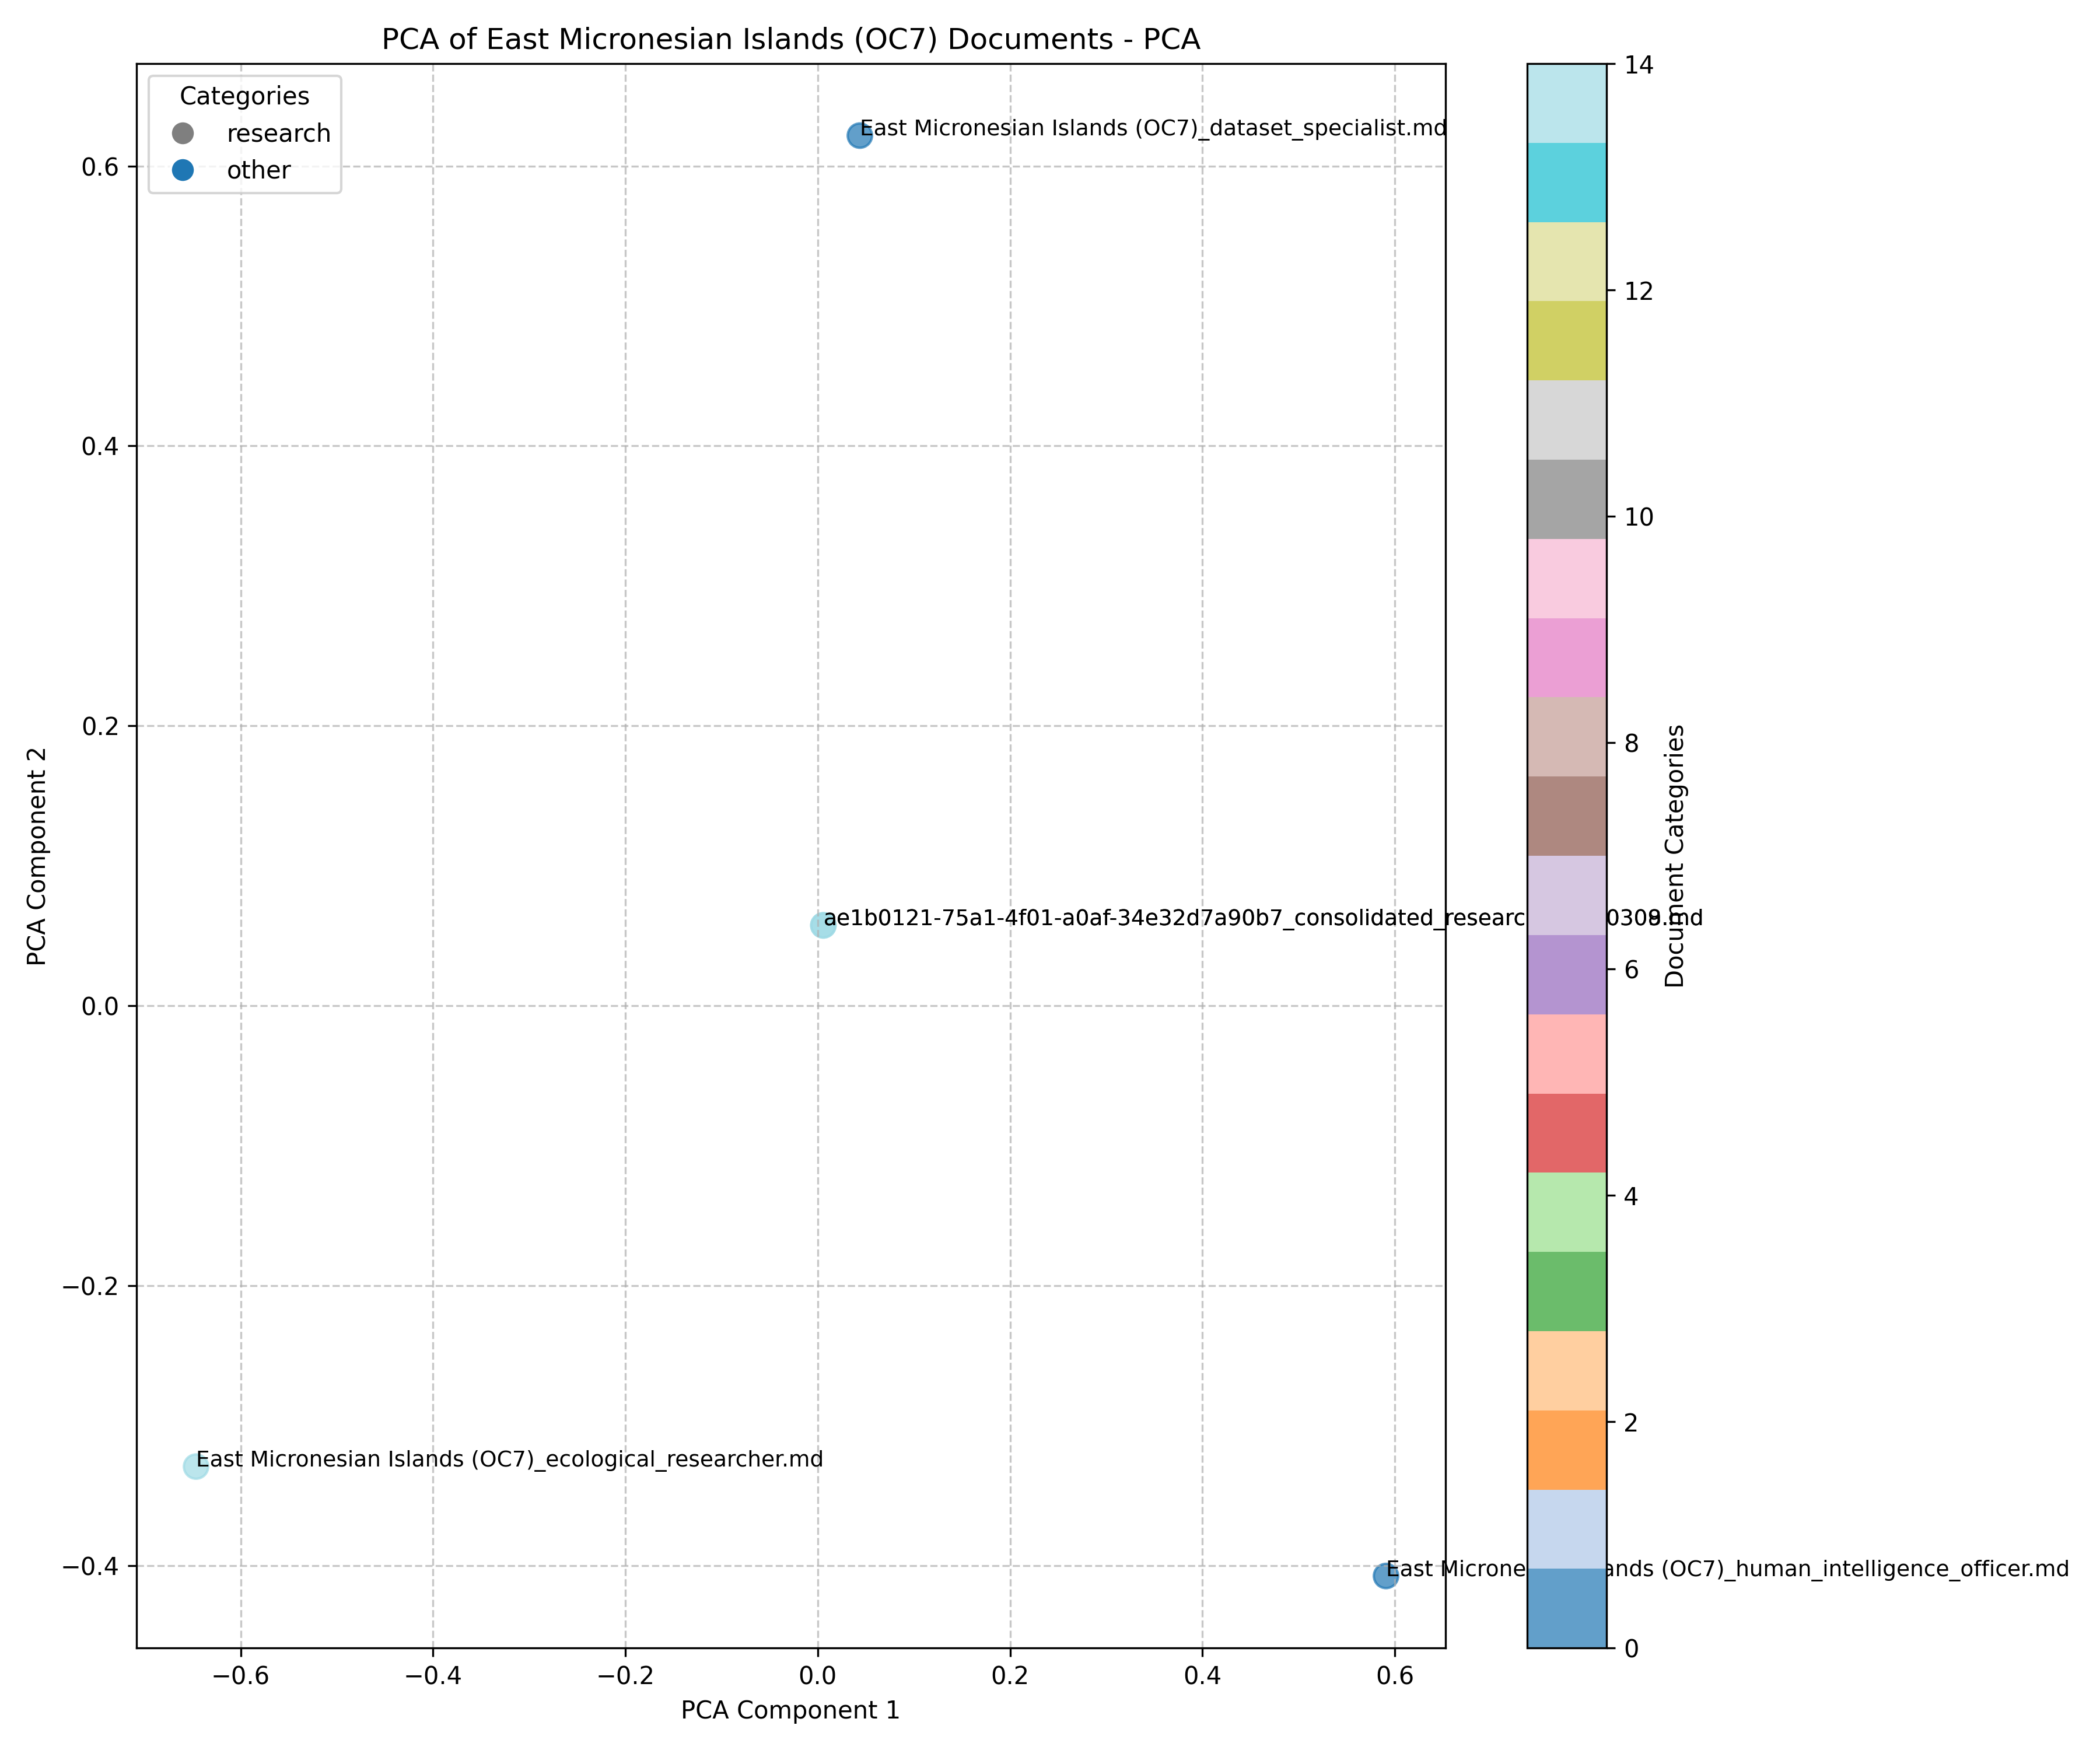 PCA of East Micronesian Islands (OC7) Documents - PCA
Categories
research
other
East Micronesian Islands (OC7)_dataset_specialist.md
ae1b0121-75a1-4f01-a0af-34e32d7a90b7_consolidated_researc
East Micronesian Islands (OC7)_ecological_researcher.md
East Microne ands (OC7)_human_intelligence_officer.md
PCA Component 2
0.6
0.4
0.2
0.0
−0.2
−0.4
−0.6
−0.4
−0.2
0.0
0.2
0.4
0.6
PCA Component 1
14
12
10
8
6
4
2
0
Document Categories